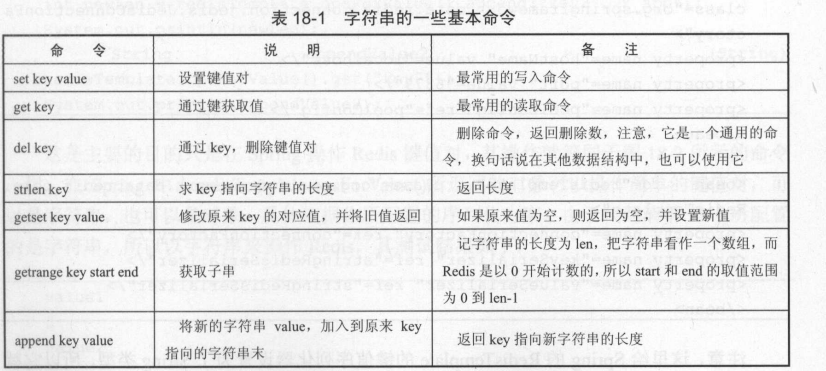 表 18-1 字符串的一些基本命令
命 令 说 明 备 注
set key value 设置键值对 最常用的写入命令
get key 通过键获取值 最常用的读取命令
del key 通过 key，删除键值对 删除命令，返回删除数，注意，它是一个通用的命
令，换句话说在其他数据结构中，也可以使用它
strlen key 求 key 指向字符串的长度 返回长度
getset key value 修改原来 key 的对应值，并将旧值返回 如果原来值为空，则返回为空，并设置新值
getrange key start end 获取子串 记字符串的长度为 len，把字符串看作一个数组，而
Redis 是以 0 开始计数的，所以 start 和 end 的取值范围
为 0 到 len-1
append key value 将新的字符串 value，加入到原来 key
指向的字符串末 返回 key 指向新字符串的长度